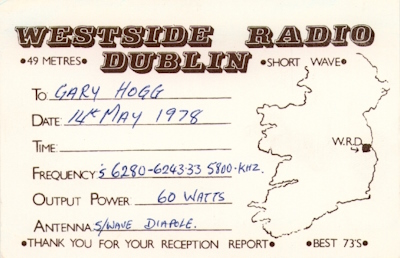 WESTSIDE RADIO
•49 METRES• DUBLIN •SHORT WAVE•
To GARY HOGG
DATE 14th MAY 1978
TIME
FREQUENCY's 6280-6243·33 5800·KHZ.
OUTPUT POWER 60 WATTS
ANTENNA S/WAVE DIAPOLE.
W.R.D.
•THANK YOU FOR YOUR RECEPTION REPORT• •BEST 73'S•